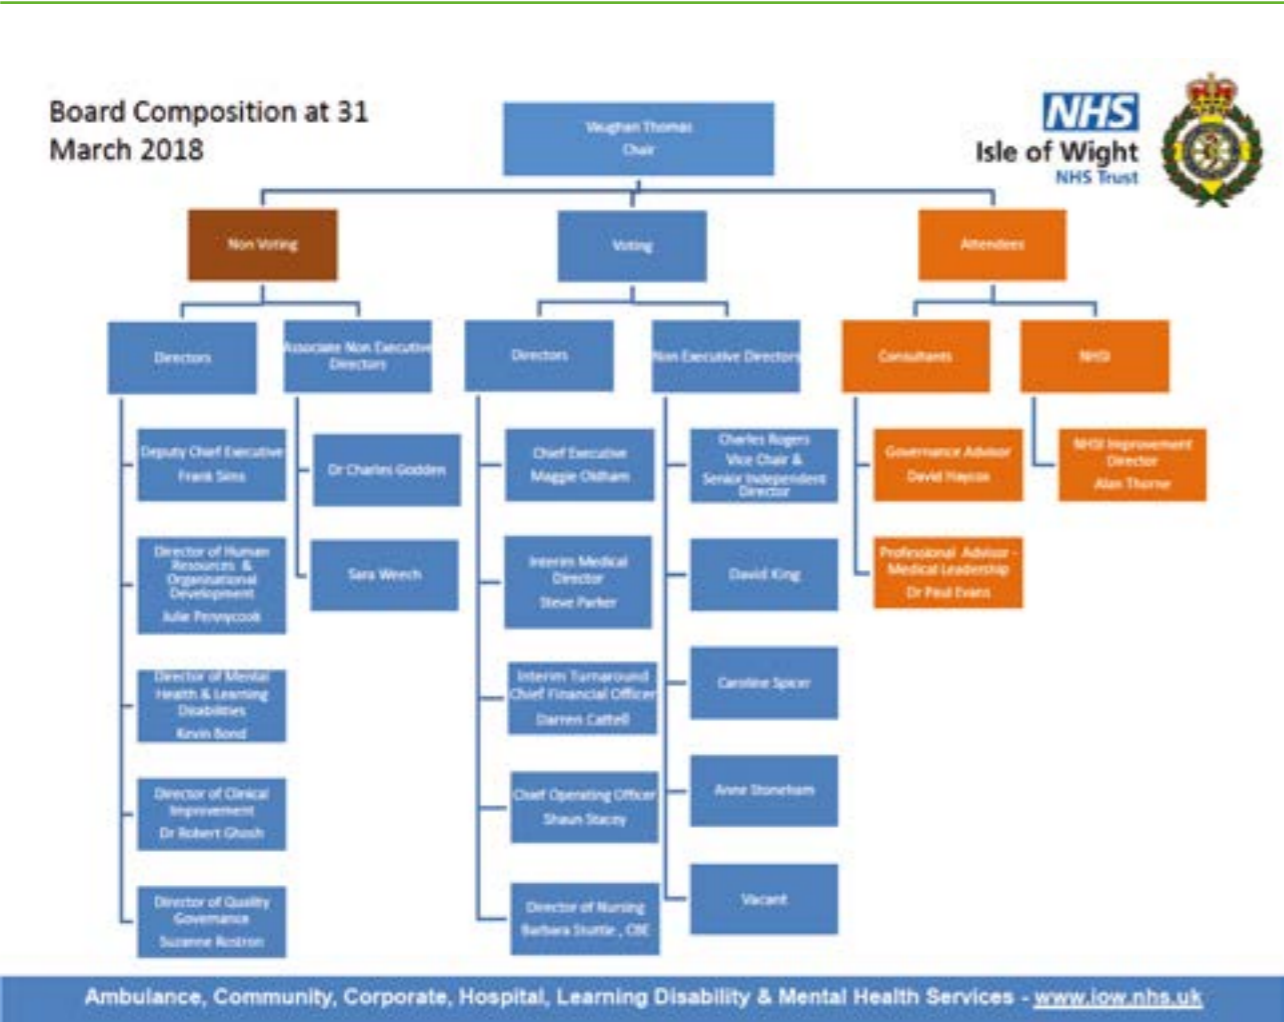 Board Composition at 31
March 2018
NHS
Isle of Wight
NHS Trust
Vaughan Thomas
Chair
Non Voting
Voting
Attendees
Directors
Associate Non Executive
Directors
Directors
Non Executive Directors
Consultants
NHSI
Deputy Chief Executive
Frank Sims
Director of Human
Resources &
Organisational
Development
Julie Pennycook
Director of Mental
Health & Learning
Disabilities
Kevin Bond
Director of Clinical
Improvement
Dr Robert Ghosh
Director of Quality
Governance
Suzanne Rostron
Dr Charles Godden
Sara Weech
Chief Executive
Maggie Oldham
Interim Medical
Director
Steve Parker
Interim Turnaround
Chief Financial Officer
Darren Cattell
Chief Operating Officer
Shaun Stacey
Director of Nursing
Barbara Stuttle , CBE
Charles Rogers
Vice Chair &
Senior Independent
Director
David King
Caroline Spicer
Anne Stoneham
Vacant
Governance Advisor
David Haycox
Professional Advisor -
Medical Leadership
Dr Paul Evans
NHSI Improvement
Director
Alan Thorne
Ambulance, Community, Corporate, Hospital, Learning Disability & Mental Health Services - www.iow.nhs.uk